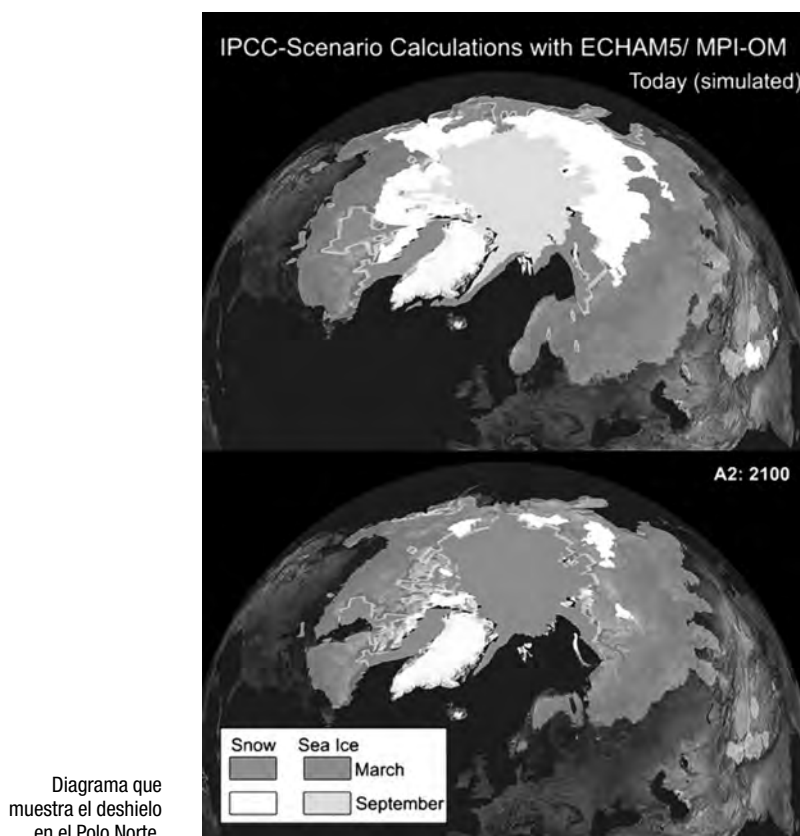 IPCC-Scenario Calculations with ECHAM5/ MPI-OM
Today (simulated)
A2: 2100
Snow Sea Ice
March
September
Diagrama que
muestra el deshielo
en el Polo Norte.